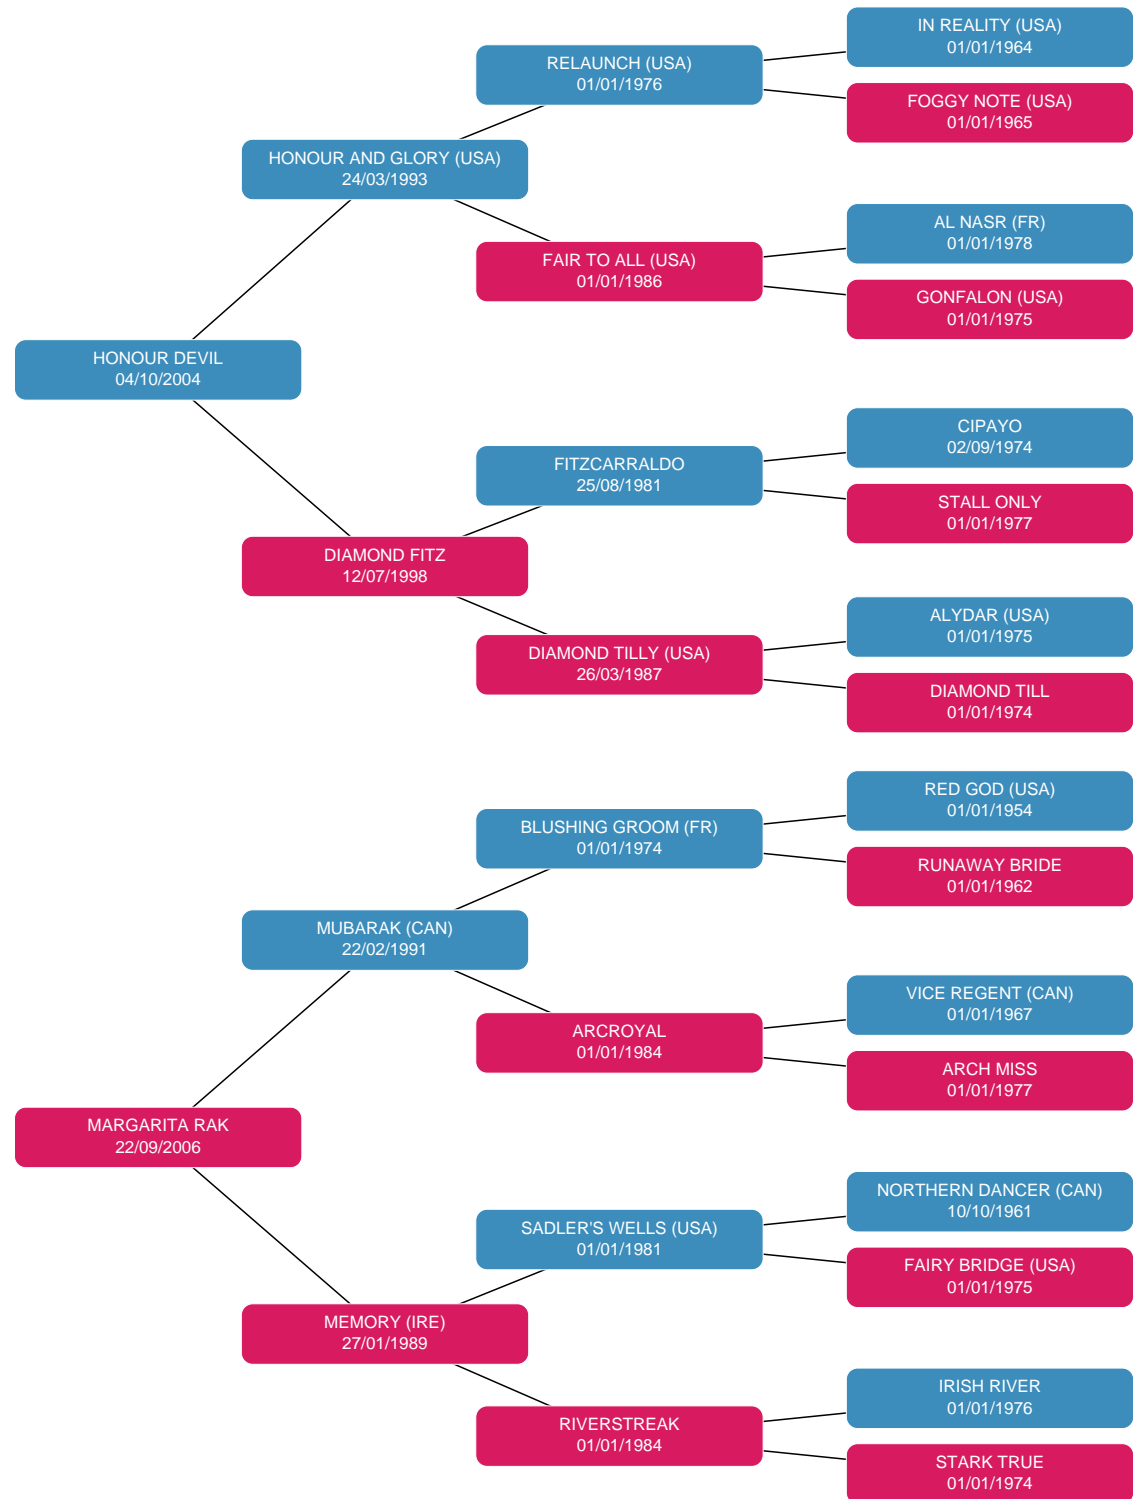 IN REALITY (USA)
01/01/1964
RELAUNCH (USA)
01/01/1976
FOGGY NOTE (USA)
01/01/1965
HONOUR AND GLORY (USA)
24/03/1993
AL NASR (FR)
01/01/1978
FAIR TO ALL (USA)
01/01/1986
GONFALON (USA)
01/01/1975
HONOUR DEVIL
04/10/2004
CIPAYO
02/09/1974
FITZCARRALDO
25/08/1981
STALL ONLY
01/01/1977
DIAMOND FITZ
12/07/1998
ALYDAR (USA)
01/01/1975
DIAMOND TILLY (USA)
26/03/1987
DIAMOND TILL
01/01/1974
RED GOD (USA)
01/01/1954
BLUSHING GROOM (FR)
01/01/1974
RUNAWAY BRIDE
01/01/1962
MUBARAK (CAN)
22/02/1991
VICE REGENT (CAN)
01/01/1967
ARCROYAL
01/01/1984
ARCH MISS
01/01/1977
MARGARITA RAK
22/09/2006
NORTHERN DANCER (CAN)
10/10/1961
SADLER'S WELLS (USA)
01/01/1981
FAIRY BRIDGE (USA)
01/01/1975
MEMORY (IRE)
27/01/1989
IRISH RIVER
01/01/1976
RIVERSTREAK
01/01/1984
STARK TRUE
01/01/1974